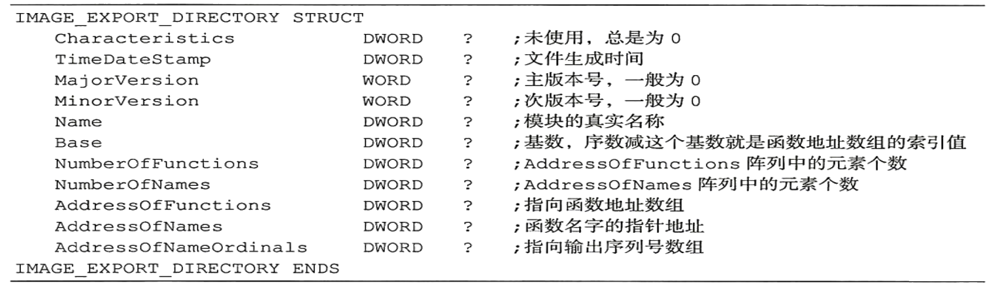 IMAGE_EXPORT_DIRECTORY STRUCT
Characteristics DWORD ? ;未使用，总是为 0
TimeDateStamp DWORD ? ;文件生成时间
MajorVersion WORD ? ;主版本号，一般为 0
MinorVersion WORD ? ;次版本号，一般为 0
Name DWORD ? ;模块的真实名称
Base DWORD ? ;基数，序数减这个基数就是函数地址数组的索引值
NumberOfFunctions DWORD ? ;AddressOfFunctions 阵列中的元素个数
NumberOfNames DWORD ? ;AddressOfNames 阵列中的元素个数
AddressOfFunctions DWORD ? ;指向函数地址数组
AddressOfNames DWORD ? ;函数名字的指针地址
AddressOfNameOrdinals DWORD ? ;指向输出序列号数组
IMAGE_EXPORT_DIRECTORY ENDS